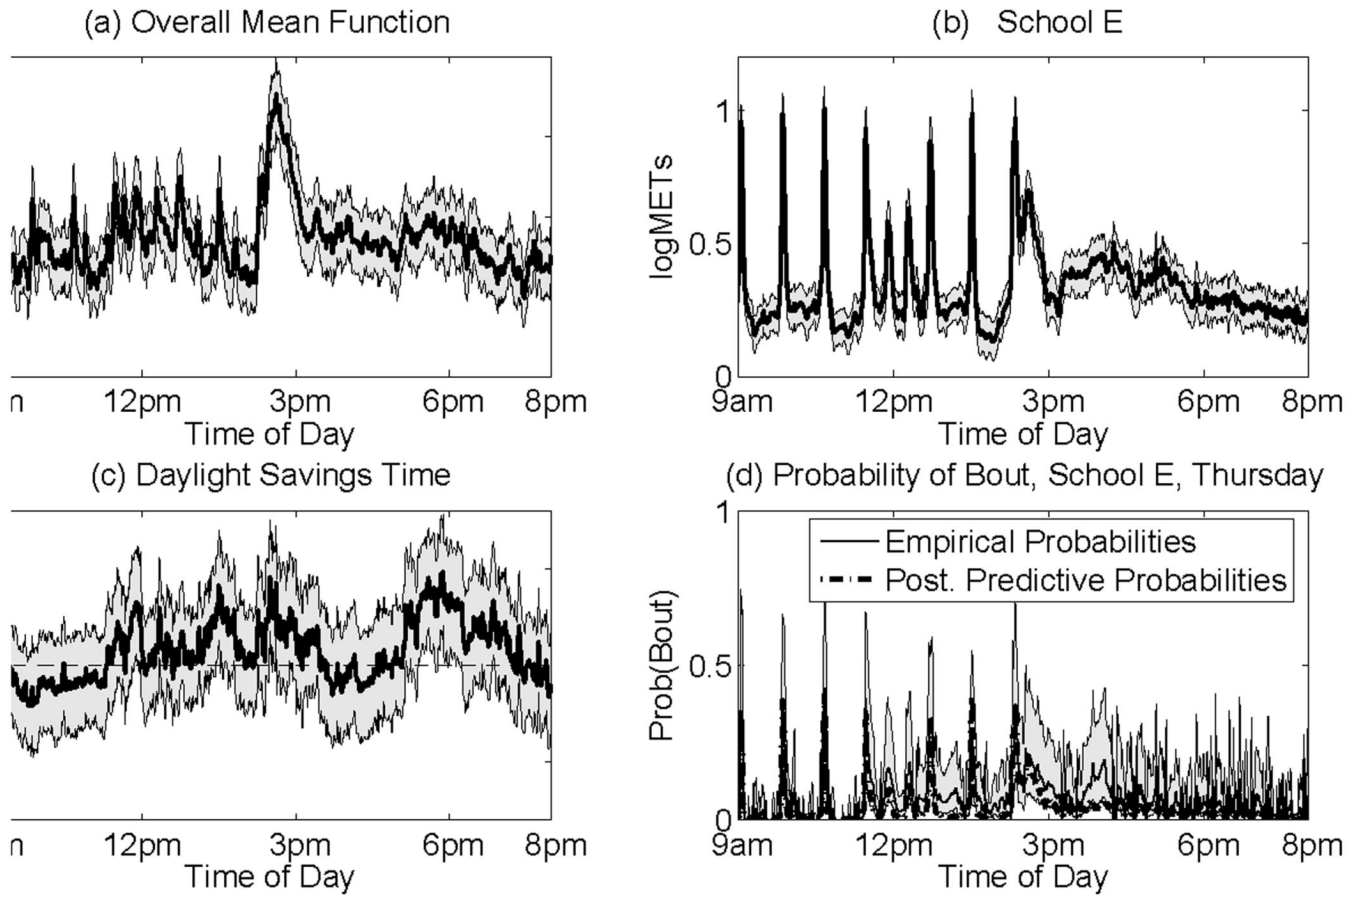 (a) Overall Mean Function
12pm 3pm 6pm 8pm
Time of Day
(b) School E
logMETs
1
0.5
0
9am 12pm 3pm 6pm 8pm
Time of Day
(c) Daylight Savings Time
12pm 3pm 6pm 8pm
Time of Day
(d) Probability of Bout, School E, Thursday
Empirical Probabilities
Post. Predictive Probabilities
Prob(Bout)
1
0.5
0
9am 12pm 3pm 6pm 8pm
Time of Day